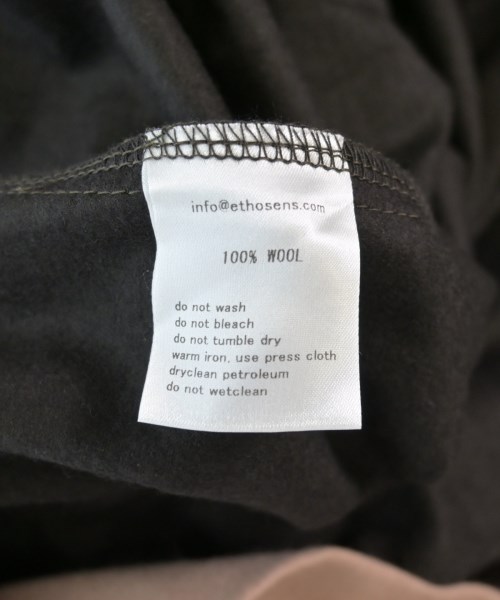 info@ethosens.com
100% WOOL
do not wash
do not bleach
do not tumble dry
warm iron, use press cloth
dryclean petroleum
do not wetclean